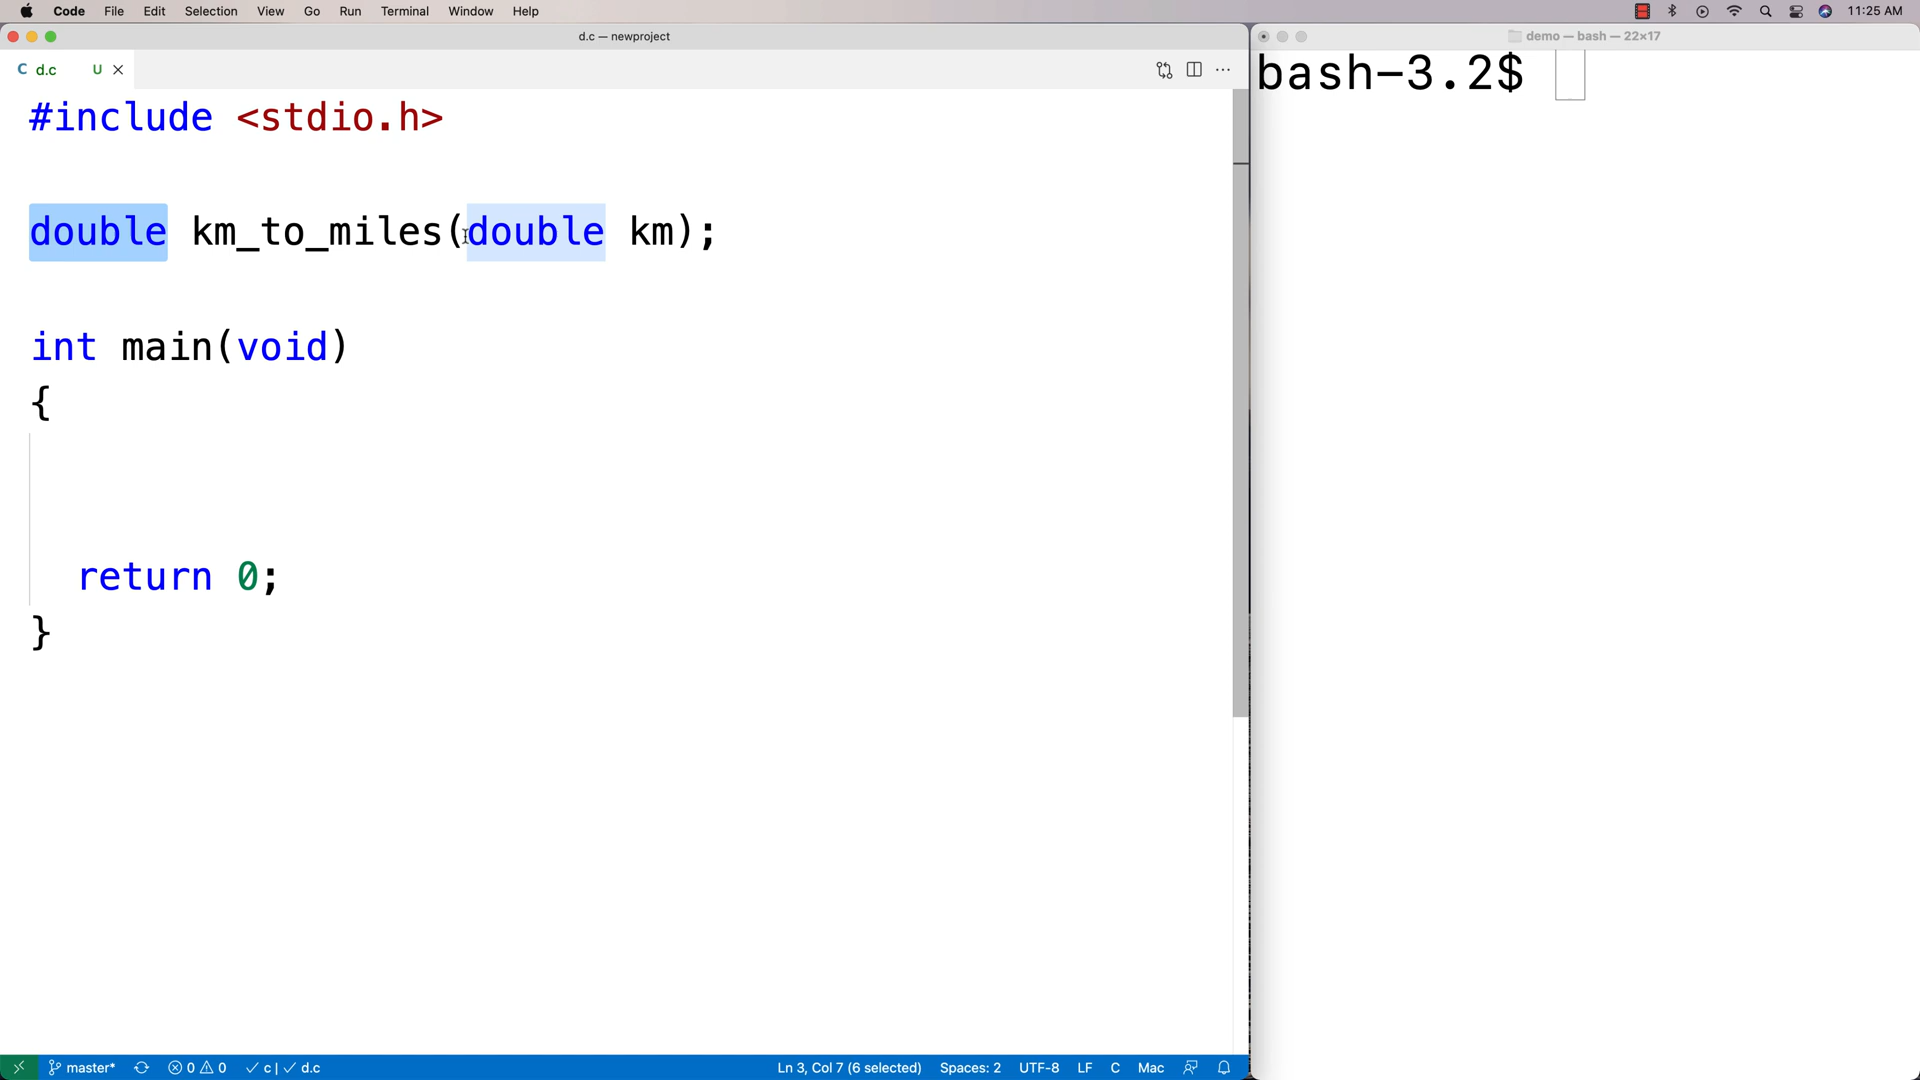 Code File Edit Selection View Go Run Terminal Window Help 11:25 AM
d.c — newproject
demo — bash — 22×17
C d.c U
bash-3.2$
#include <stdio.h>
double km_to_miles(double km);
int main(void)
{
return 0;
}
master* 0 0 c | d.c Ln 3, Col 7 (6 selected) Spaces: 2 UTF-8 LF C Mac